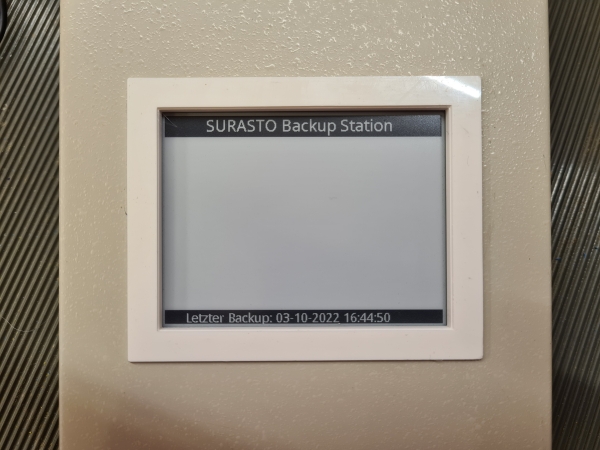 SURASTO Backup Station
Letzter Backup: 03-10-2022 16:44:50